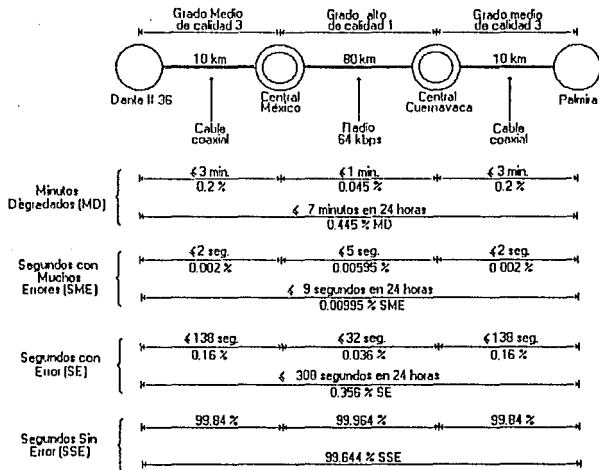 Grado Medio de calidad 3
Grado alto de calidad 1
Grado medio de calidad 3
10 km
80 km
10 km
Danta # 36
Central México
Central Cuernavaca
Palmira
Cable coaxial
Radio 64 kbps
Cable coaxial
Minutos Degradados (MD)
≤3 min.
≤1 min.
≤3 min.
0.2 %
0.045 %
0.2 %
≤ 7 minutos en 24 horas
0.445 % MD
Segundos con Muchos Errores (SME)
≤2 seg.
≤5 seg.
≤2 seg.
0.002 %
0.00595 %
0.002 %
≤ 9 segundos en 24 horas
0.00995 % SME
Segundos con Error (SE)
≤138 seg.
≤32 seg.
≤138 seg.
0.16 %
0.036 %
0.16 %
≤ 308 segundos en 24 horas
0.356 % SE
Segundos Sin Error (SSE)
99.84 %
99.964 %
99.84 %
99.644 % SSE